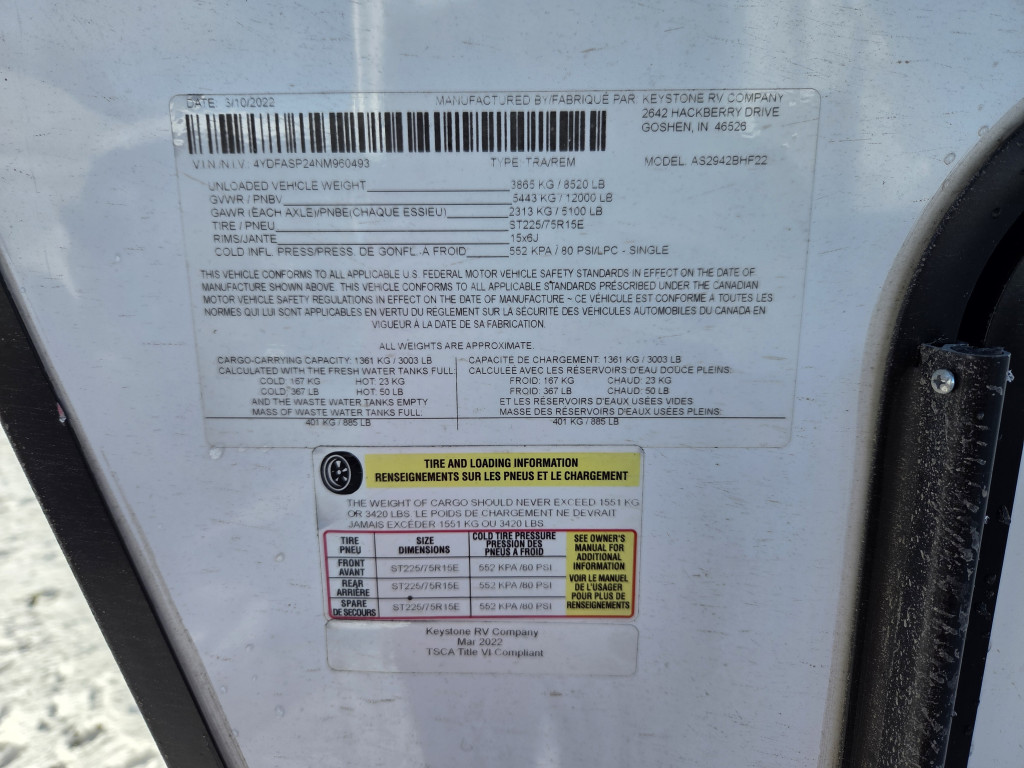 DATE: 3/10/2022 MANUFACTURED BY/FABRIQUÉ PAR: KEYSTONE RV COMPANY
2642 HACKBERRY DRIVE
GOSHEN, IN 46526
V.I.N./N.I.V.: 4YDFASP24NM960493 TYPE: TRA/REM MODEL: AS2942BHF22
UNLOADED VEHICLE WEIGHT 3865 KG / 8520 LB
GVWR / PNBV 5443 KG / 12000 LB
GAWR (EACH AXLE)/PNBE(CHAQUE ESSIEU) 2313 KG / 5100 LB
TIRE / PNEU ST225/75R15E
RIMS/JANTE 15x6J
COLD INFL. PRESS/PRESS. DE GONFL. À FROID 552 KPA / 80 PSI/LPC - SINGLE
THIS VEHICLE CONFORMS TO ALL APPLICABLE U.S. FEDERAL MOTOR VEHICLE SAFETY STANDARDS IN EFFECT ON THE DATE OF
MANUFACTURE SHOWN ABOVE. THIS VEHICLE CONFORMS TO ALL APPLICABLE STANDARDS PRESCRIBED UNDER THE CANADIAN
MOTOR VEHICLE SAFETY REGULATIONS IN EFFECT ON THE DATE OF MANUFACTURE ~ CE VÉHICULE EST CONFORME A TOUTES LES
NORMES QUI LUI SONT APPLICABLES EN VERTU DU REGLEMENT SUR LA SÉCURITÉ DES VÉHICULES AUTOMOBILES DU CANADA EN
VIGUEUR À LA DATE DE SA FABRICATION.
ALL WEIGHTS ARE APPROXIMATE.
CARGO-CARRYING CAPACITY: 1361 KG / 3003 LB CAPACITE DE CHARGEMENT: 1361 KG / 3003 LB
CALCULATED WITH THE FRESH WATER TANKS FULL: CALCULÉE AVEC LES RÉSERVOIRS D'EAU DOUCE PLEINS:
COLD: 167 KG HOT: 23 KG FROID: 167 KG CHAUD: 23 KG
COLD: 367 LB HOT: 50 LB FROID: 367 LB CHAUD: 50 LB
AND THE WASTE WATER TANKS EMPTY ET LES RÉSERVOIRS D'EAUX USÉES VIDES
MASS OF WASTE WATER TANKS FULL: MASSE DES RÉSERVOIRS D'EAUX USÉES PLEINS:
401 KG / 885 LB 401 KG / 885 LB
TIRE AND LOADING INFORMATION
RENSEIGNEMENTS SUR LES PNEUS ET LE CHARGEMENT
THE WEIGHT OF CARGO SHOULD NEVER EXCEED 1551 KG
OR 3420 LBS. LE POIDS DE CHARGEMENT NE DEVRAIT
JAMAIS EXCÉDER 1551 KG OU 3420 LBS
TIRE
PNEU
SIZE
DIMENSIONS
COLD TIRE PRESSURE
PRESSION DES
PNEUS A FROID
FRONT
AVANT
ST225/75R15E 552 KPA/80 PSI
REAR
ARRIÈRE
ST225/75R15E 552 KPA/80 PSI
SPARE
DE SECOURS
ST225/75R15E 552 KPA/80 PSI
SEE OWNER'S
MANUAL FOR
ADDITIONAL
INFORMATION
VOIR LE MANUEL
DE L'USAGER
POUR PLUS DE
RENSEIGNEMENTS
Keystone RV Company
Mar 2022
TSCA Title VI Compliant